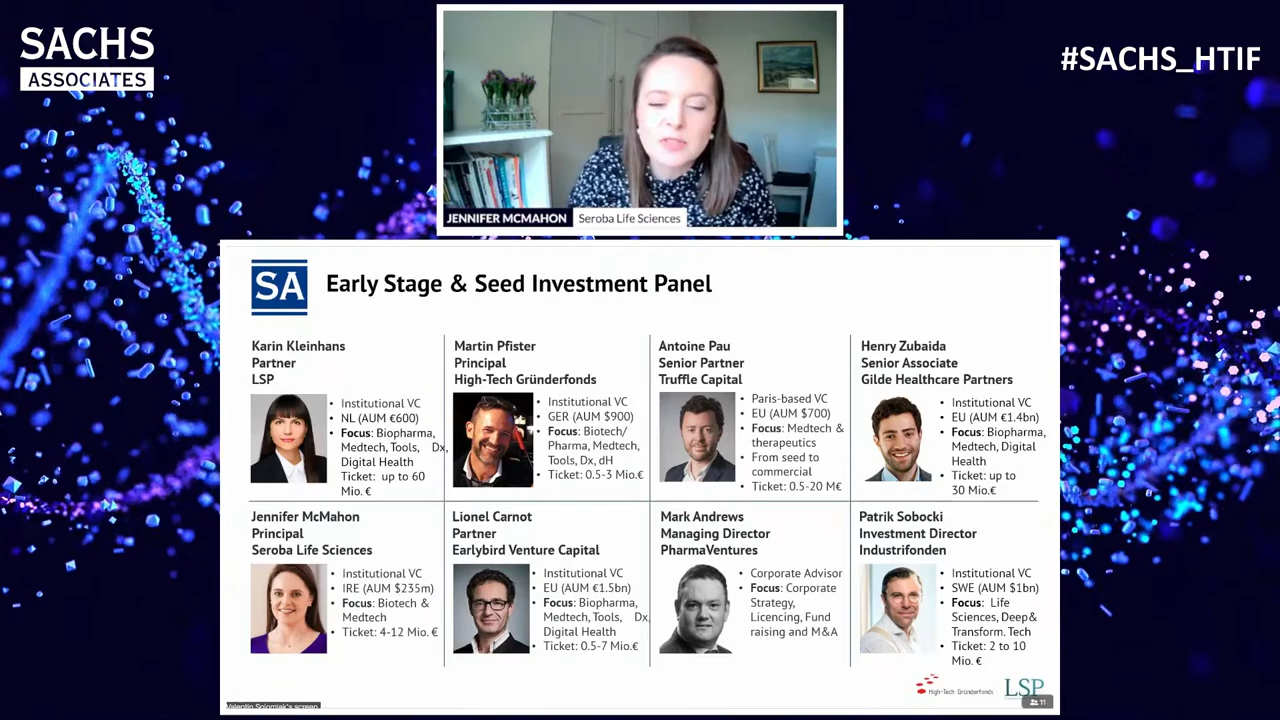 SACHS
ASSOCIATES
#SACHS_HTIF
JENNIFER MCMAHON
Seroba Life Sciences
SA
Early Stage & Seed Investment Panel
Karin Kleinhans
Partner
LSP
• Institutional VC
• NL (AUM €600)
• Focus: Biopharma,
Medtech, Tools, Dx,
Digital Health
Ticket: up to 60
Mio. €
Martin Pfister
Principal
High-Tech Gründerfonds
• Institutional VC
• GER (AUM $900)
• Focus: Biotech/
Pharma, Medtech,
Tools, Dx, dH
• Ticket: 0.5-3 Mio.€
Antoine Pau
Senior Partner
Truffle Capital
• Paris-based VC
• EU (AUM $700)
• Focus: Medtech &
therapeutics
• From seed to
commercial
• Ticket: 0.5-20 M€
Henry Zubaida
Senior Associate
Gilde Healthcare Partners
• Institutional VC
• EU (AUM €1.4bn)
• Focus: Biopharma,
Medtech, Digital
Health
• Ticket: up to
30 Mio.€
Jennifer McMahon
Principal
Seroba Life Sciences
• Institutional VC
• IRE (AUM $235m)
• Focus: Biotech &
Medtech
• Ticket: 4-12 Mio. €
Lionel Carnot
Partner
Earlybird Venture Capital
• Institutional VC
• EU (AUM €1.5bn)
• Focus: Biopharma,
Medtech, Tools, Dx,
Digital Health
• Ticket: 0.5-7 Mio.€
Mark Andrews
Managing Director
PharmaVentures
• Corporate Advisor
• Focus: Corporate
Strategy,
Licencing, Fund
raising and M&A
Patrik Sobocki
Investment Director
Industrifonden
• Institutional VC
• SWE (AUM $1bn)
• Focus: Life
Sciences, Deep&
Transform. Tech
• Ticket: 2 to 10
Mio. €
High-Tech Gründerfonds
LSP
11